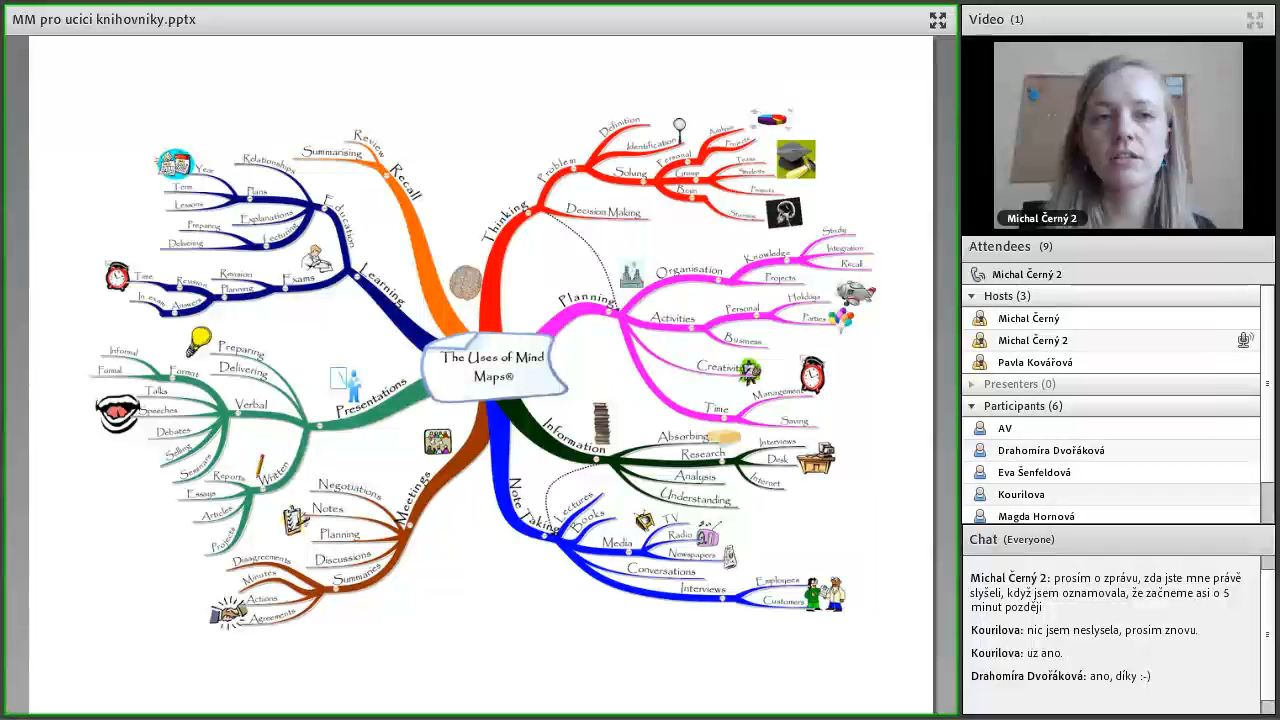 MM pro ucici knihovniky.pptx
The Uses of Mind
Maps®
Recall
Review
Summarising
Thinking
Problem
Definition
Identification
Solving
Personal
Analysis
Projects
Group
Teams
Students
Projects
Decision Making
Planning
Organisation
Knowledge
Study
Integration
Recall
Projects
Activities
Personal
Holidays
Parties
Business
Time
Management
Saving
Information
Absorbing
Research
Interviews
Desk
Internet
Analysis
Understanding
Note Taking
Lectures
Books
Media
TV
Radio
Newspapers
Conversations
Interviews
Employees
Customers
Meetings
Negotiations
Notes
Planning
Discussions
Summaries
Disagreements
Minutes
Actions
Agreements
Presentations
Preparing
Delivering
Verbal
Format
Informal
Formal
Talks
Speeches
Debates
Selling
Seminars
Written
Reports
Essays
Articles
Projects
Learning
Education
Relationships
Plans
Year
Term
Lessons
Explanations
Lecturing
Preparing
Delivering
Exams
Revision
Planning
Revision
Time
Answers
In exam
Video (1)
Michal Černý 2
Attendees (9)
Michal Černý 2
Hosts (3)
Michal Černý
Michal Černý 2
Pavla Kovářová
Presenters (0)
Participants (6)
AV
Drahomíra Dvořáková
Eva Šenfeldová
Kourilova
Magda Hornová
Chat (Everyone)
Michal Černý 2: prosím o zprávu, zda jste mne teď
slyšeli, když jsem oznamovala, že začneme asi o 5
minut později
Kourilova: nic jsem neslysela, prosim znovu.
Kourilova: uz ano.
Drahomíra Dvořáková: ano, díky :-)